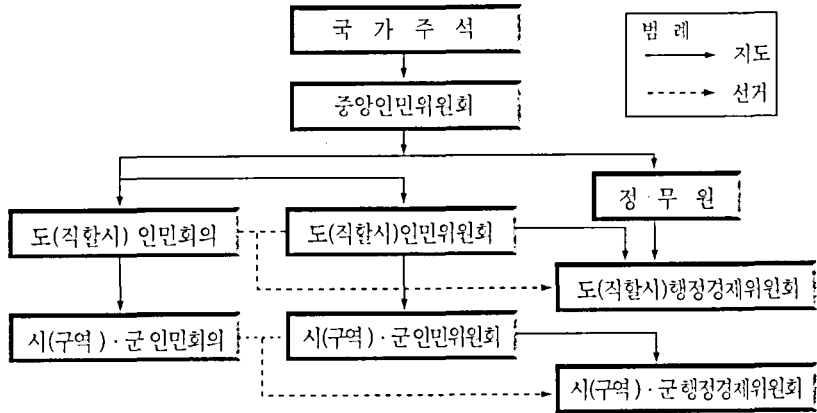 국 가 주 석
범 례
지도
선거
중앙인민위원회
정 · 무 원
도(직할시) 인민회의
도(직할시)인민위원회
도(직할시)행정경제위원회
시(구역) · 군 인민회의
시(구역) · 군인민위원회
시(구역) · 군행정경제위원회